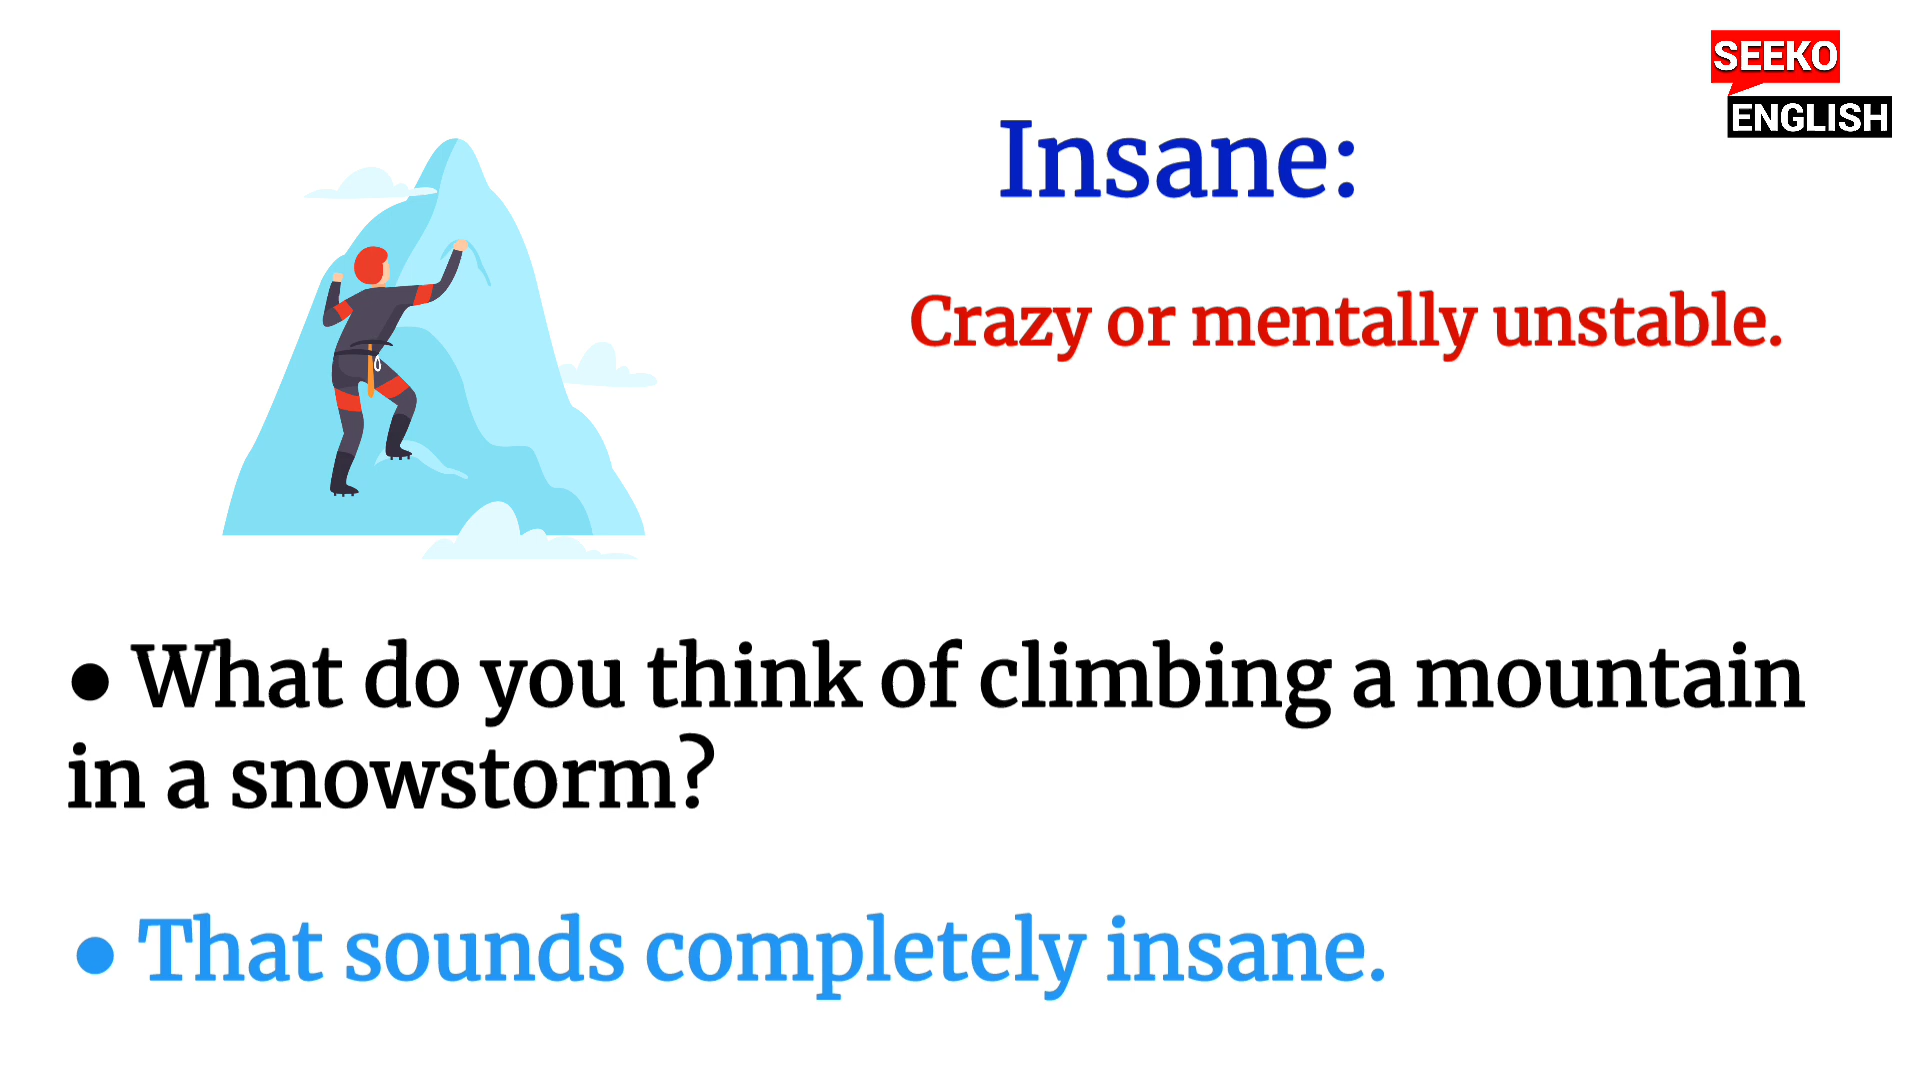 SEEKO
ENGLISH
Insane:
Crazy or mentally unstable.
● What do you think of climbing a mountain
in a snowstorm?
● That sounds completely insane.